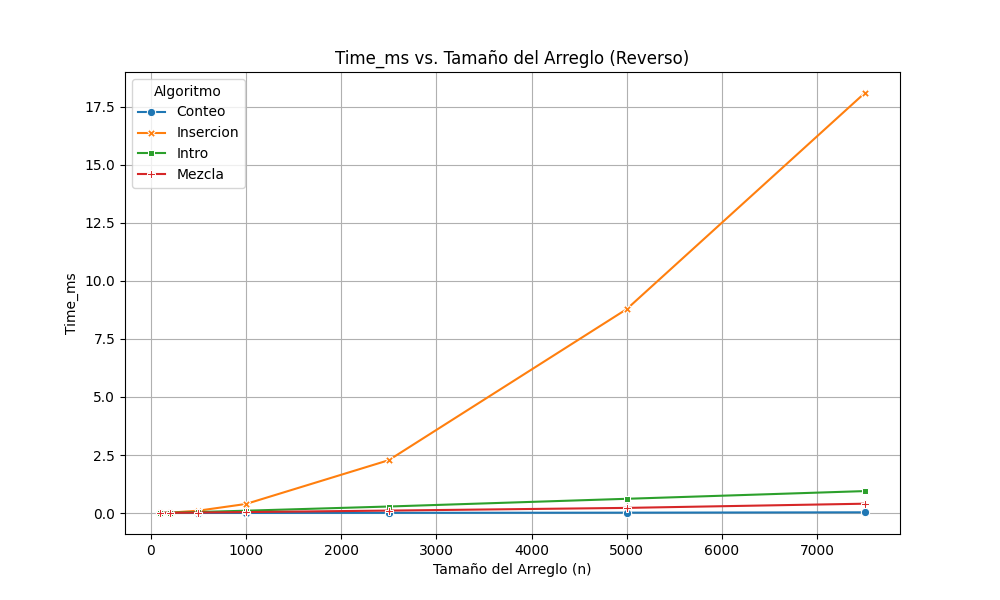 Time_ms vs. Tamaño del Arreglo (Reverso)
Algoritmo
Conteo
Insercion
Intro
Mezcla
Time_ms
17.5
15.0
12.5
10.0
7.5
5.0
2.5
0.0
0 1000 2000 3000 4000 5000 6000 7000
Tamaño del Arreglo (n)